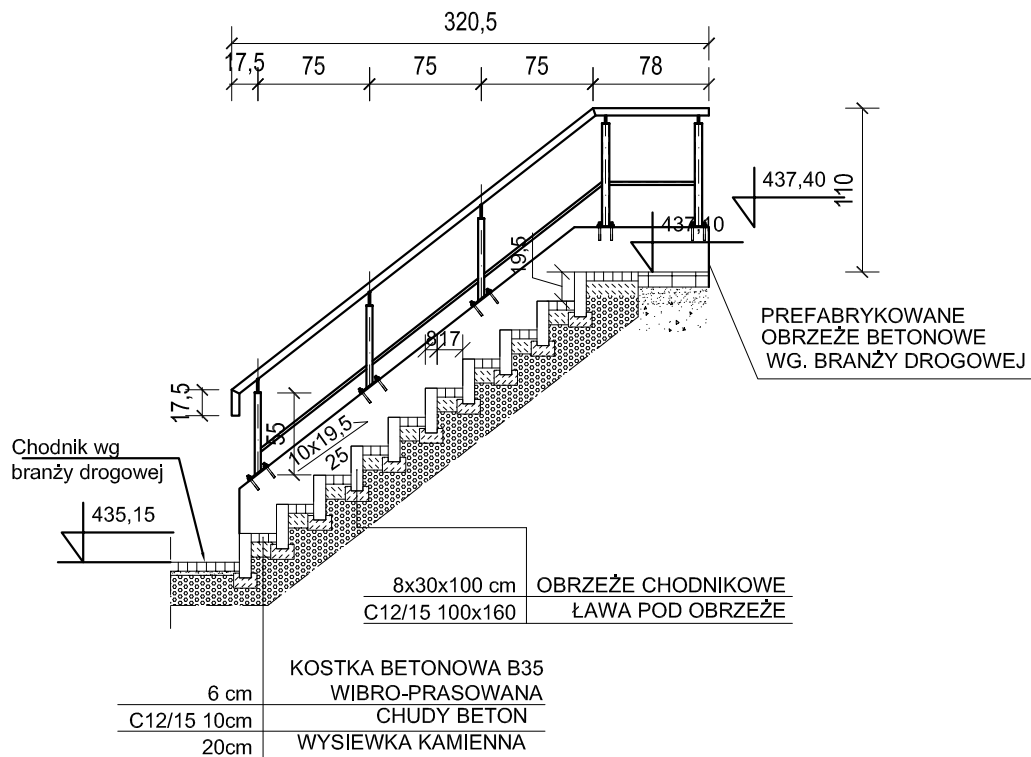 320,5
17,5 75 75 75 78
437,40
110
437,10
19,5
PREFABRYKOWANE
OBRZEŻE BETONOWE
WG. BRANŻY DROGOWEJ
8 17
17,5
55
10x19,5
25
Chodnik wg
branży drogowej
435,15
8x30x100 cm OBRZEŻE CHODNIKOWE
C12/15 100x160 ŁAWA POD OBRZEŻE
KOSTKA BETONOWA B35
6 cm WIBRO-PRASOWANA
C12/15 10cm CHUDY BETON
20cm WYSIEWKA KAMIENNA